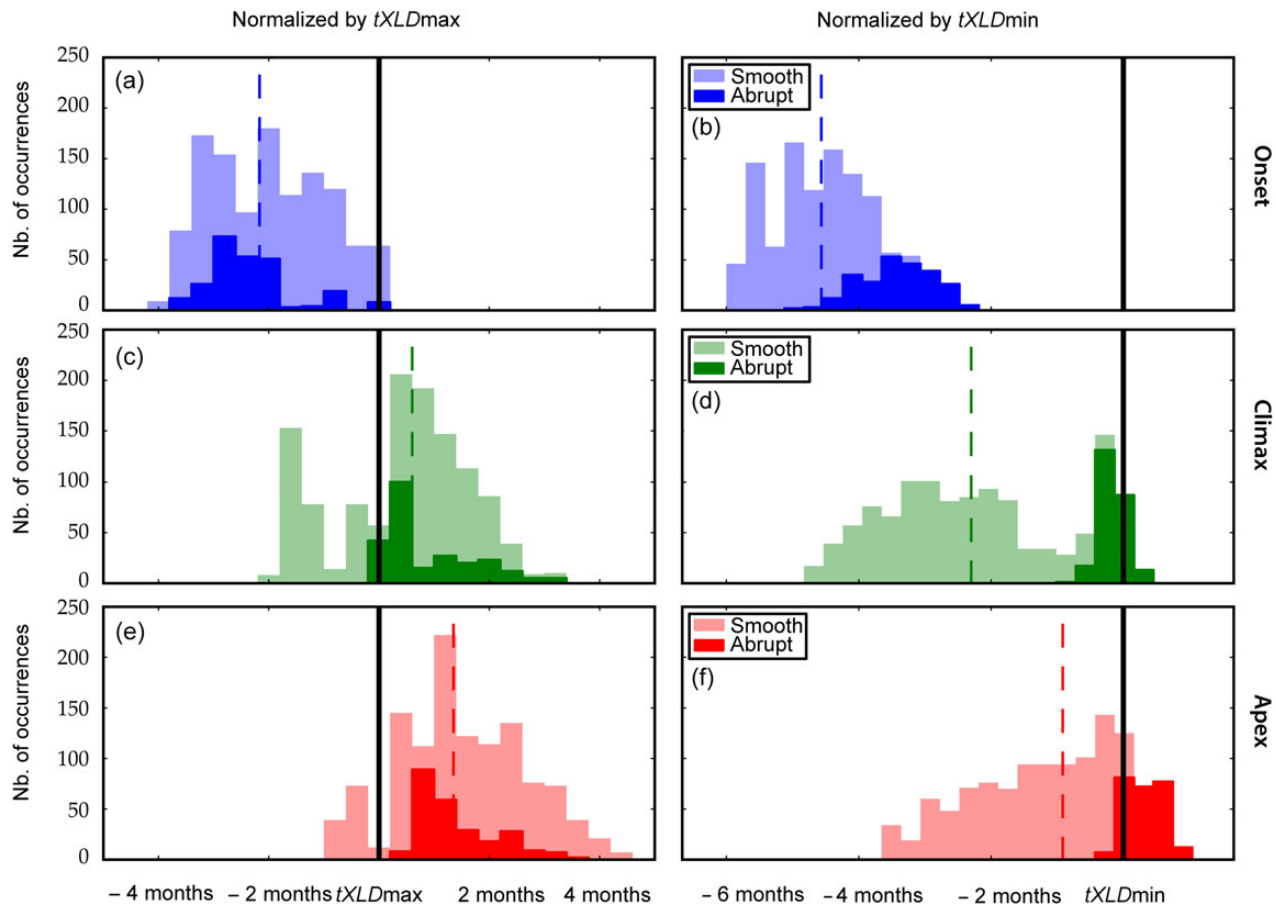 Normalized by tXLDmax
Normalized by tXLDmin
250
200
150
100
50
0
Nb. of occurrences
(a)
Smooth
Abrupt
(b)
Onset
250
200
150
100
50
0
Nb. of occurrences
(c)
Smooth
Abrupt
(d)
Climax
250
200
150
100
50
0
Nb. of occurrences
(e)
Smooth
Abrupt
(f)
Apex
– 4 months – 2 months tXLDmax 2 months 4 months
– 6 months – 4 months – 2 months tXLDmin